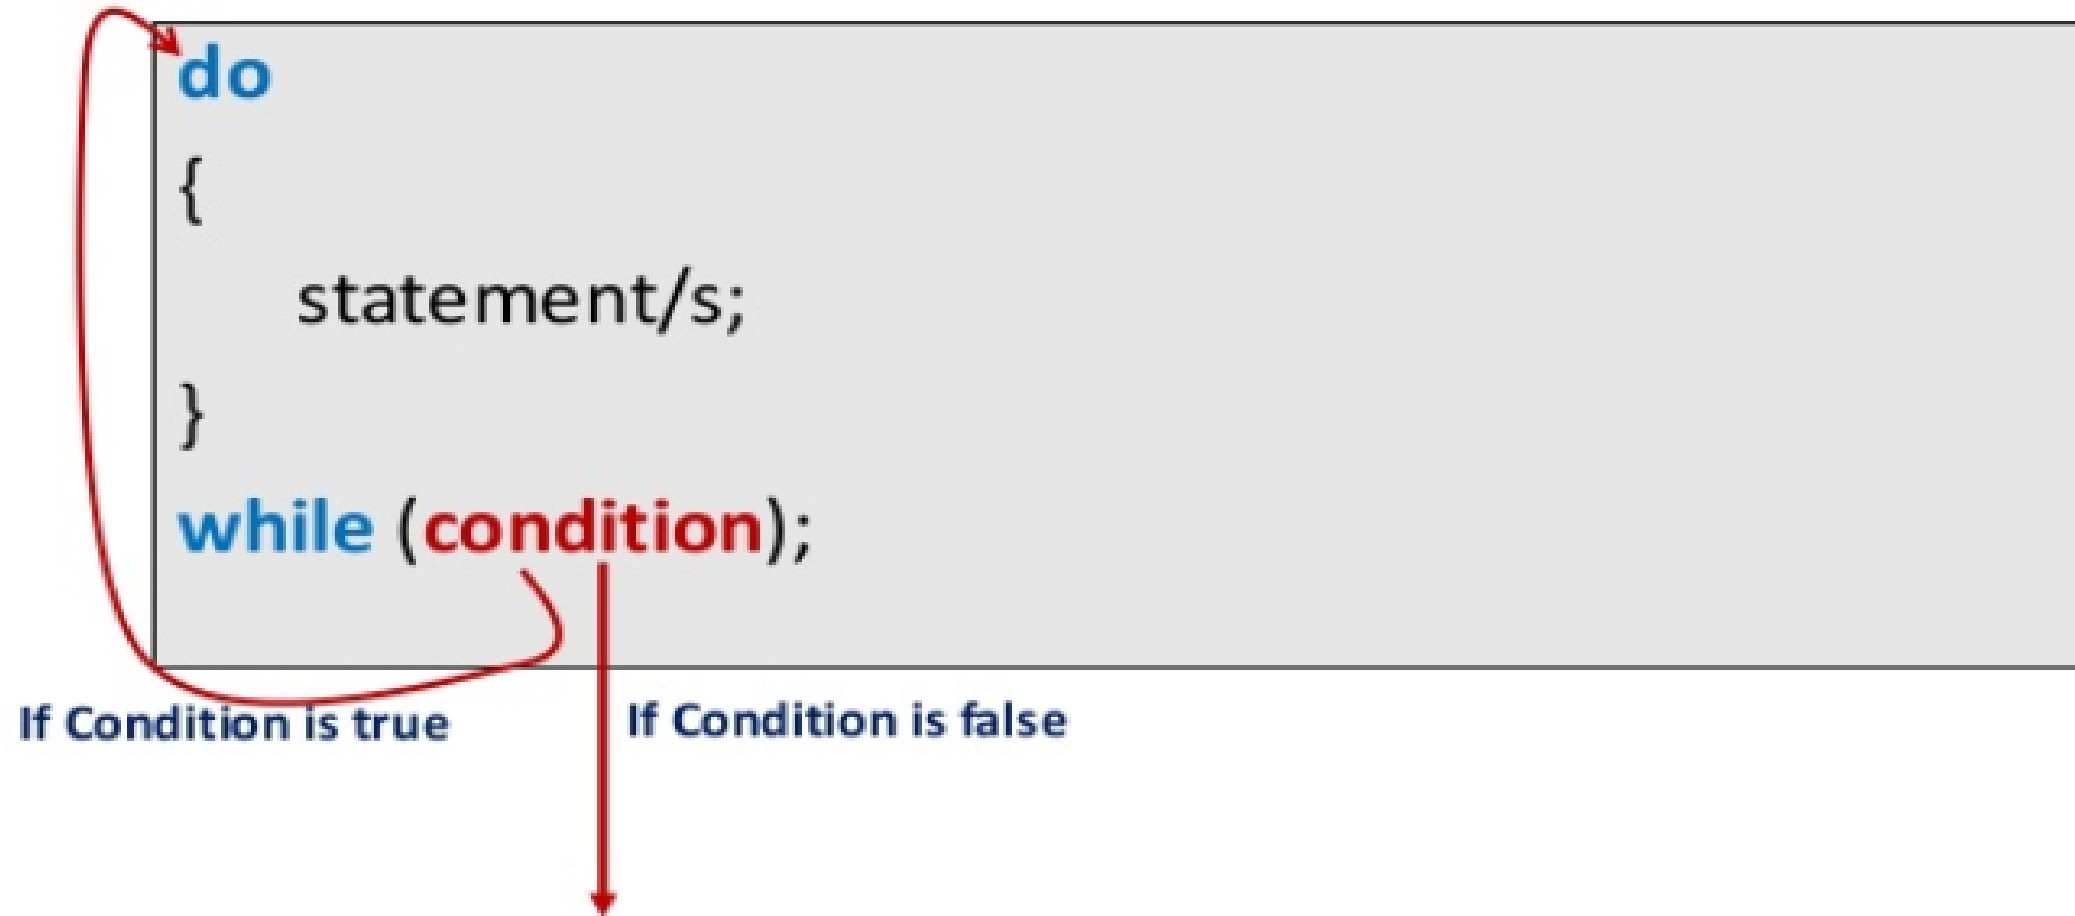 do
{
statement/s;
}
while (condition);
If Condition is true
If Condition is false